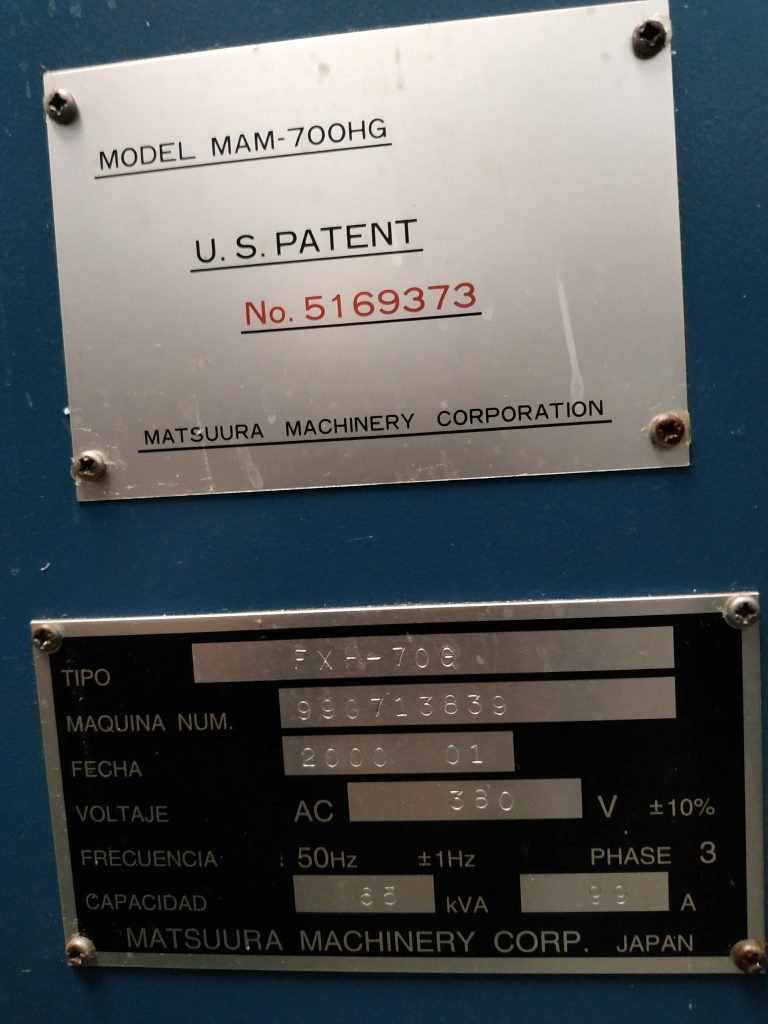 MODEL MAM-700HG
U.S. PATENT
No. 5169373
MATSUURA MACHINERY CORPORATION
TIPO FXH-70G
MAQUINA NUM. 990713839
FECHA 2000 01
VOLTAJE AC 380 V ±10%
FRECUENCIA 50Hz ±1Hz PHASE 3
CAPACIDAD 65 kVA 99 A
MATSUURA MACHINERY CORP. JAPAN